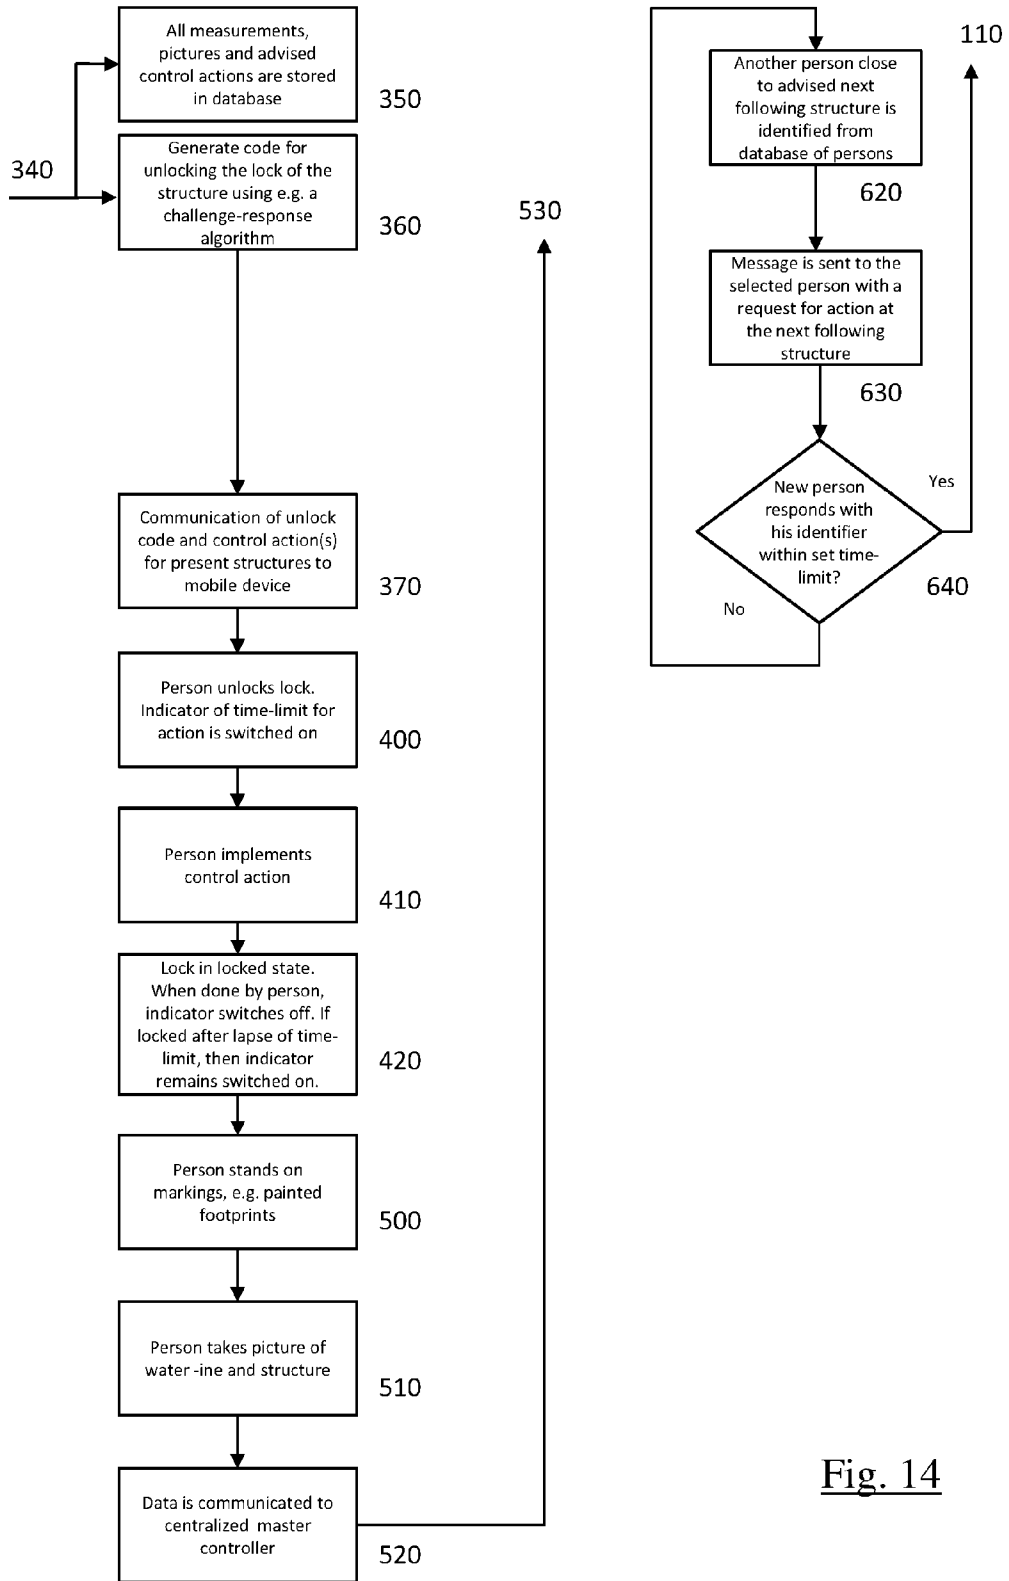 All measurements,
pictures and advised
control actions are stored
in database
350
340
Generate code for
unlocking the lock of the
structure using e.g. a
challenge-response
algorithm
360
530
Communication of unlock
code and control action(s)
for present structures to
mobile device
370
Person unlocks lock.
Indicator of time-limit for
action is switched on
400
Person implements
control action
410
Lock in locked state.
When done by person,
indicator switches off. If
locked after lapse of time-
limit, then indicator
remains switched on.
420
Person stands on
markings, e.g. painted
footprints
500
Person takes picture of
water -ine and structure
510
Data is communicated to
centralized master
controller
520
110
Another person close
to advised next
following structure is
identified from
database of persons
620
Message is sent to the
selected person with a
request for action at
the next following
structure
630
New person
responds with
his identifier
within set time-
limit?
Yes
640
No
Fig. 14